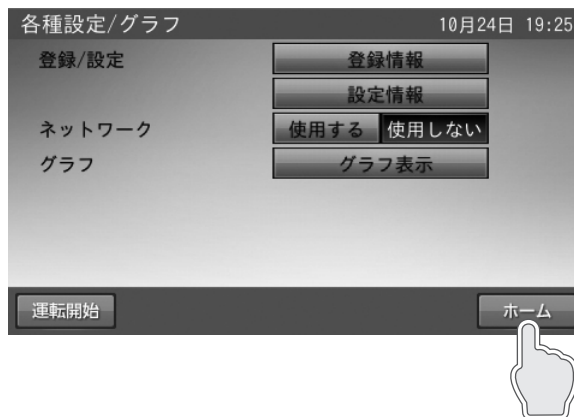 各種設定/グラフ 10月24日 19:25
登録/設定 登録情報
設定情報
ネットワーク 使用する 使用しない
グラフ グラフ表示
運転開始 ホーム